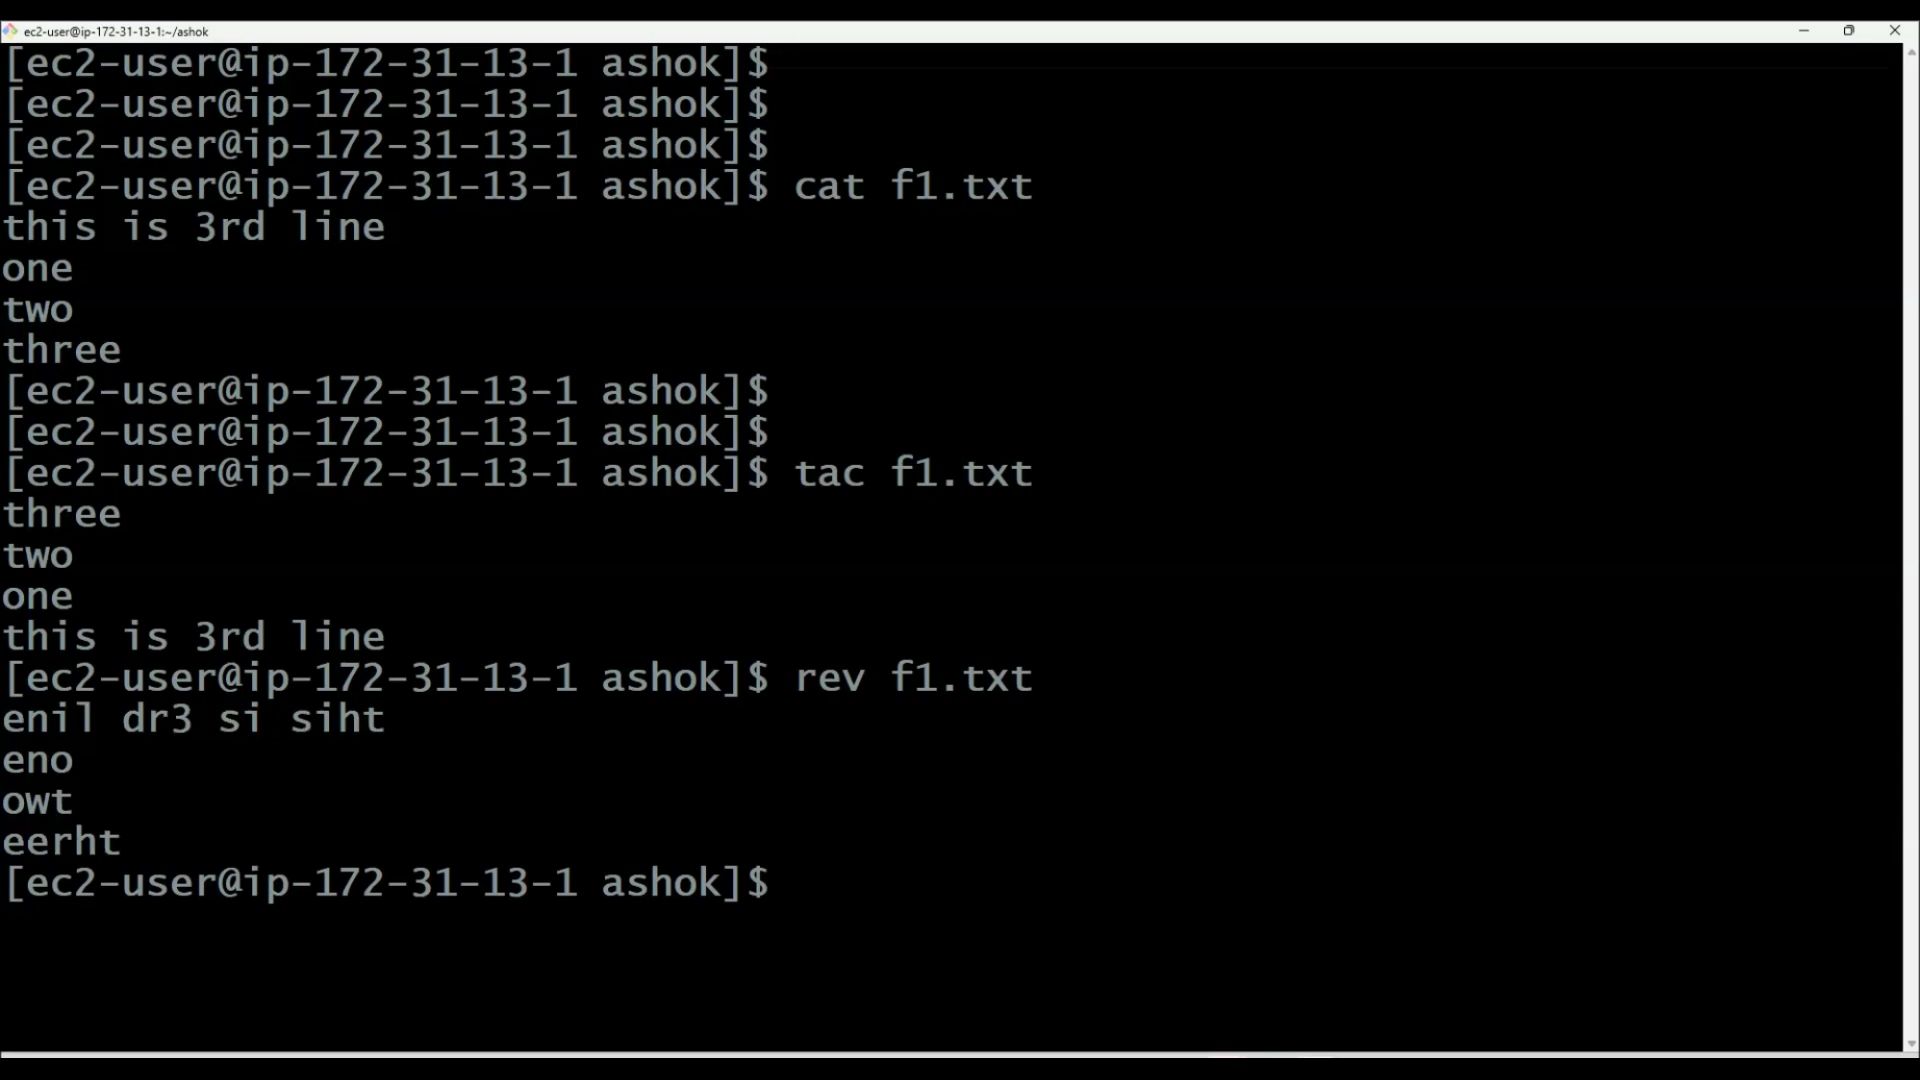 ec2-user@ip-172-31-13-1:~/ashok
[ec2-user@ip-172-31-13-1 ashok]$
[ec2-user@ip-172-31-13-1 ashok]$
[ec2-user@ip-172-31-13-1 ashok]$
[ec2-user@ip-172-31-13-1 ashok]$ cat f1.txt
this is 3rd line
one
two
three
[ec2-user@ip-172-31-13-1 ashok]$
[ec2-user@ip-172-31-13-1 ashok]$
[ec2-user@ip-172-31-13-1 ashok]$ tac f1.txt
three
two
one
this is 3rd line
[ec2-user@ip-172-31-13-1 ashok]$ rev f1.txt
enil dr3 si siht
eno
owt
eerht
[ec2-user@ip-172-31-13-1 ashok]$